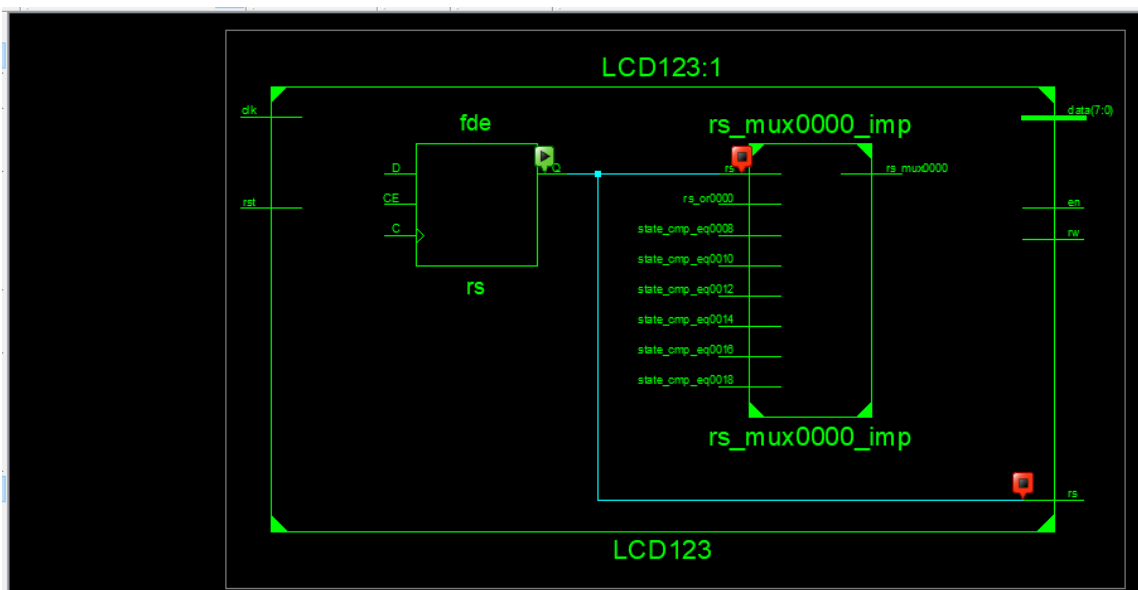 LCD123:1
clk
rst
data(7:0)
en
rw
rs
fde
D
CE
C
Q
rs
rs_mux0000_imp
rs
rs_or0000
state_cmp_eq0008
state_cmp_eq0010
state_cmp_eq0012
state_cmp_eq0014
state_cmp_eq0016
state_cmp_eq0018
rs_mux0000
rs_mux0000_imp
LCD123